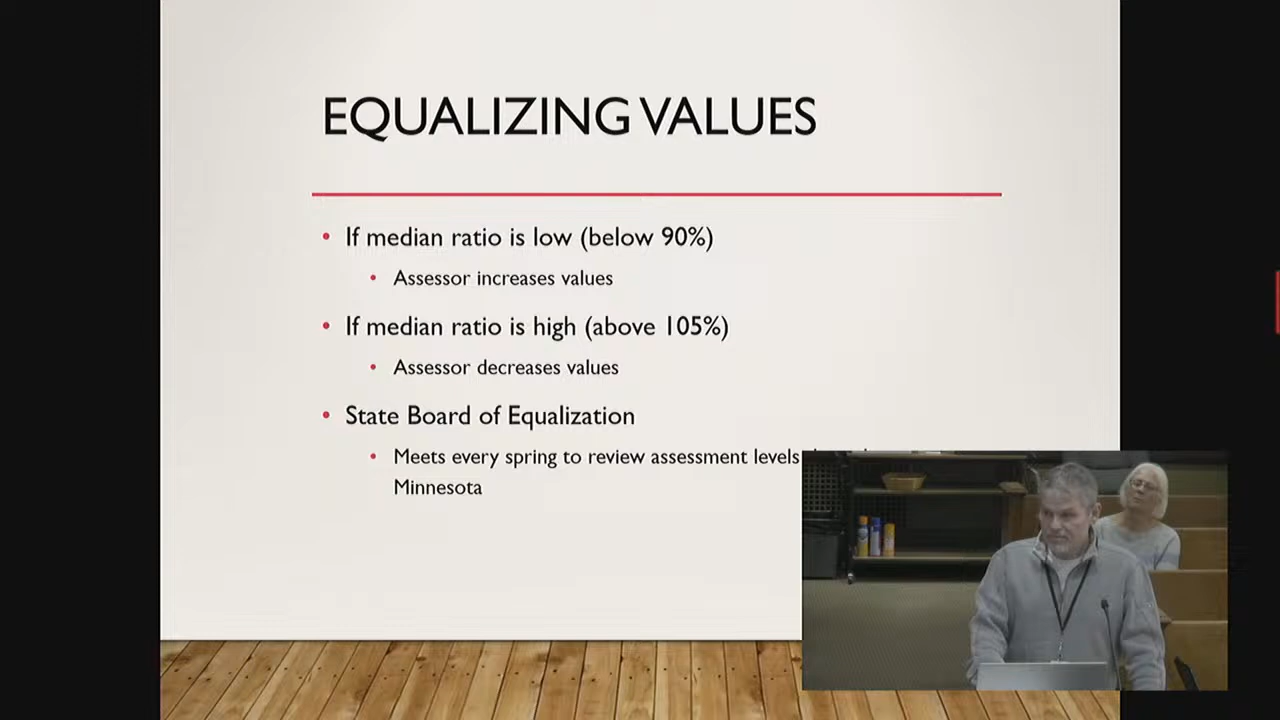 EQUALIZING VALUES
• If median ratio is low (below 90%)
• Assessor increases values
• If median ratio is high (above 105%)
• Assessor decreases values
• State Board of Equalization
• Meets every spring to review assessment levels
Minnesota